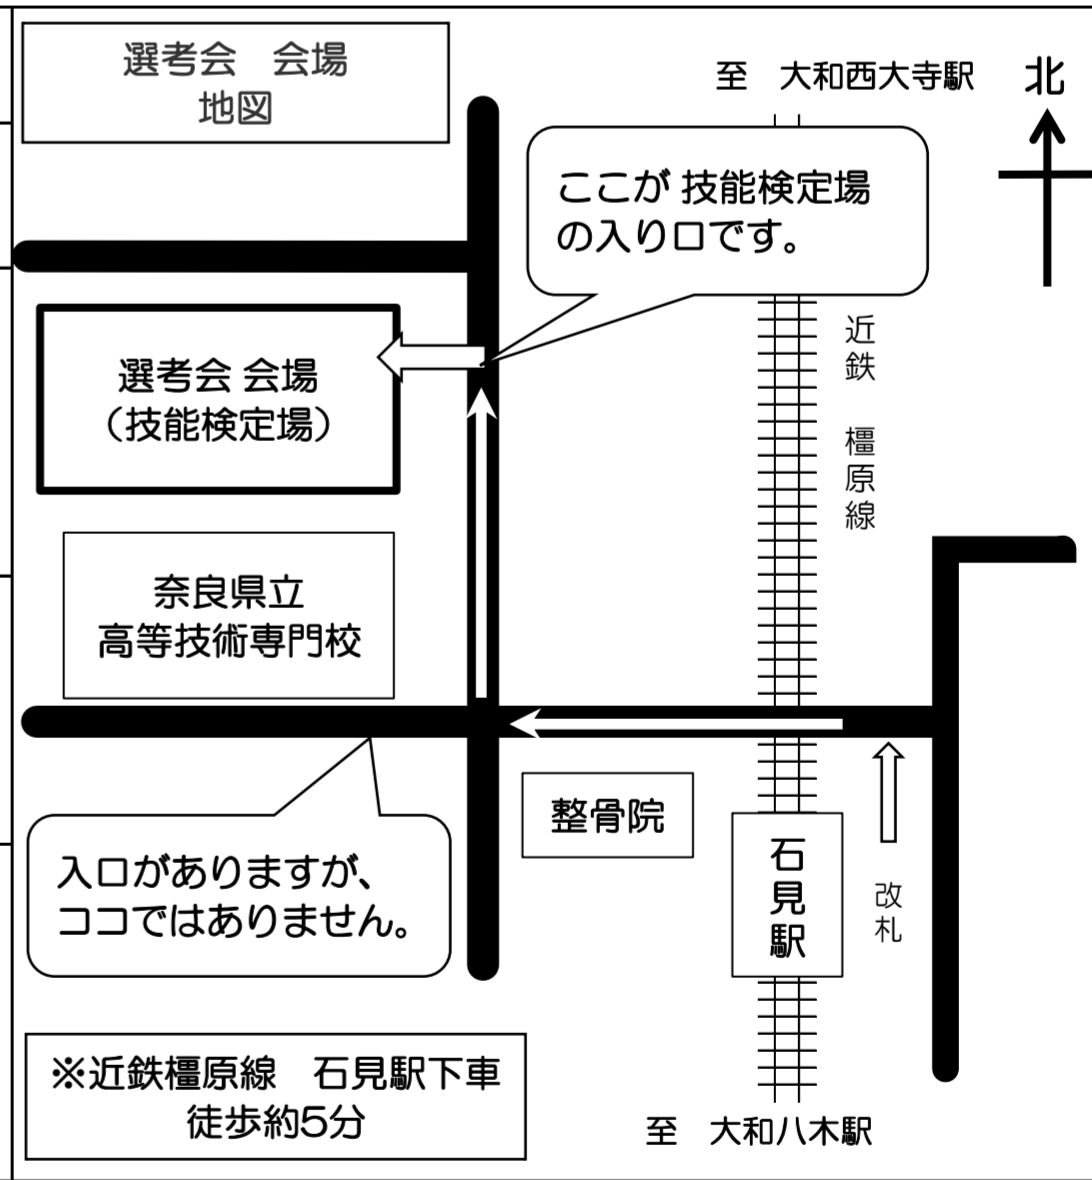 選考会　会場
地図
至　大和西大寺駅
北
ここが 技能検定場
の入り口です。
近鉄　橿原線
選考会 会場
（技能検定場）
奈良県立
高等技術専門校
整骨院
石見駅
改札
入口がありますが、
ココではありません。
※近鉄橿原線　石見駅下車
徒歩約5分
至　大和八木駅